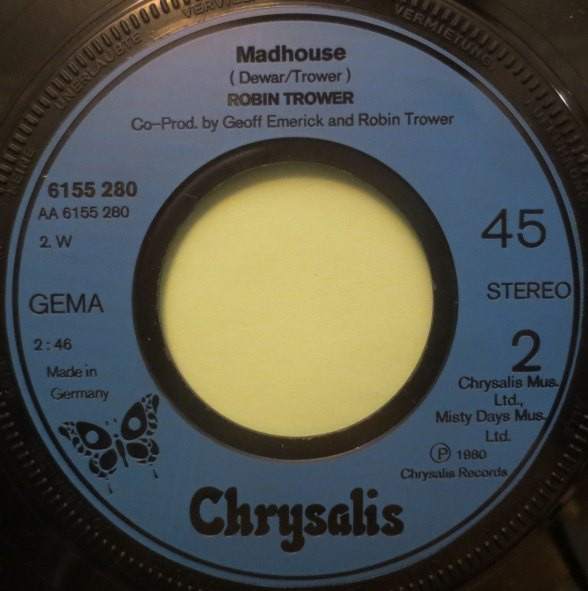 UNERLAUBTE
VERMIETUNG,
Madhouse
( Dewar/Trower )
ROBIN TROWER
Co-Prod. by Geoff Emerick and Robin Trower
6155 280
AA 6155 280
2. W
GEMA
2 : 46
Made in
Germany
45
STEREO
2
Chrysalis Mus.
Ltd.,
Misty Days Mus.
Ltd.
Ⓟ 1980
Chrysalis Records
Chrysalis